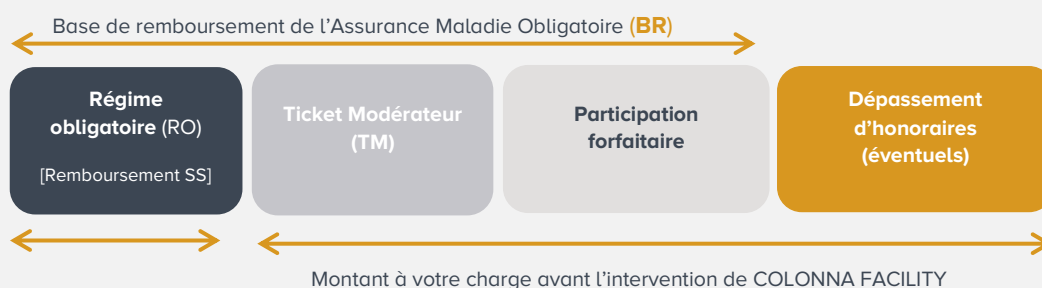 Base de remboursement de l’Assurance Maladie Obligatoire (BR)
Régime
obligatoire (RO)
[Remboursement SS]
Ticket Modérateur
(TM)
Participation
forfaitaire
Dépassement
d’honoraires
(éventuels)
Montant à votre charge avant l’intervention de COLONNA FACILITY